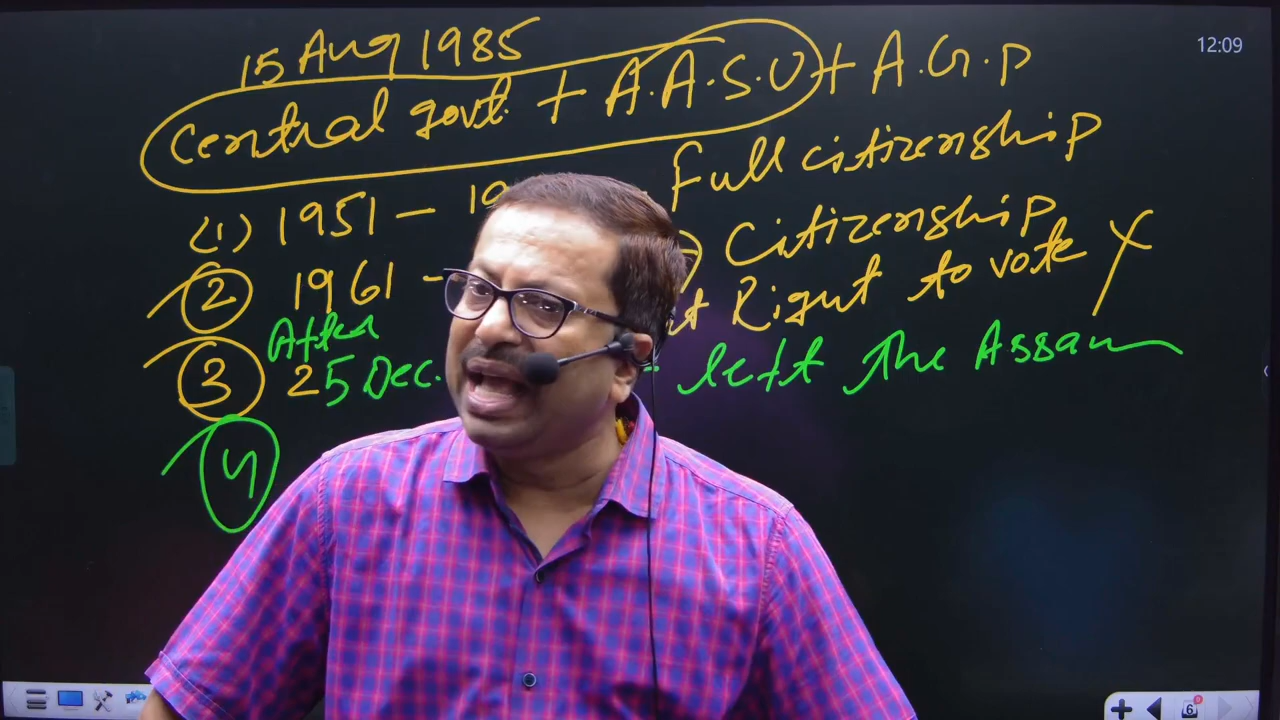 12:09
15 Aug 1985
Central govt. + A.A.S.U + A.G.P
(1) 1951 - 19 - Full citizenship
2 1961 - Citizenship
Right to vote X
After
3 25 Dec. - left the Assam
4